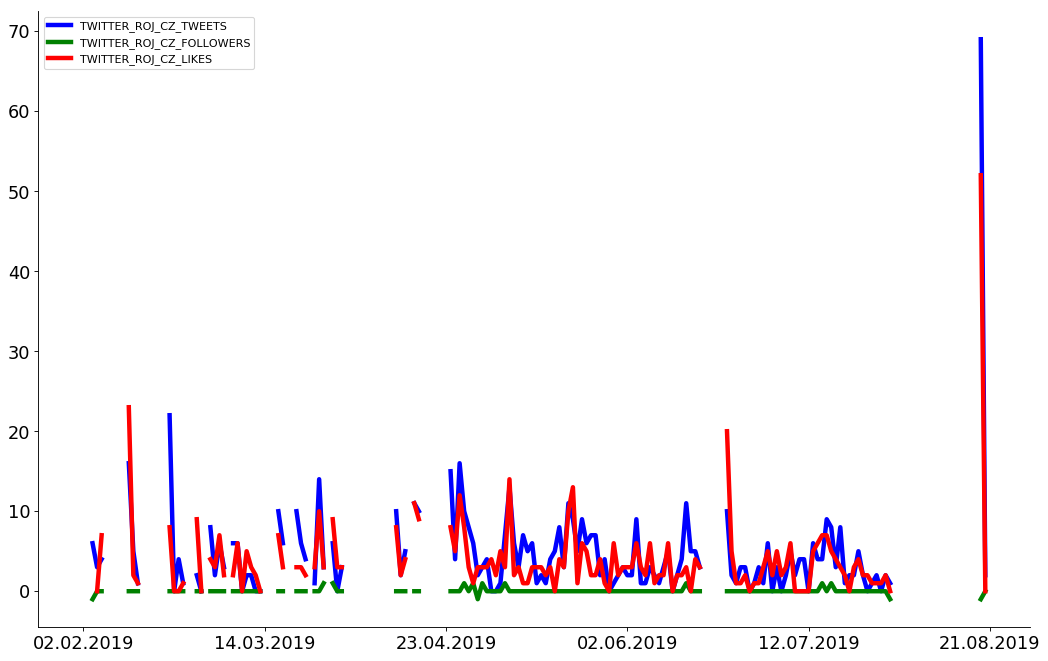 TWITTER_ROJ_CZ_TWEETS
TWITTER_ROJ_CZ_FOLLOWERS
TWITTER_ROJ_CZ_LIKES
70
60
50
40
30
20
10
0
02.02.2019 14.03.2019 23.04.2019 02.06.2019 12.07.2019 21.08.2019